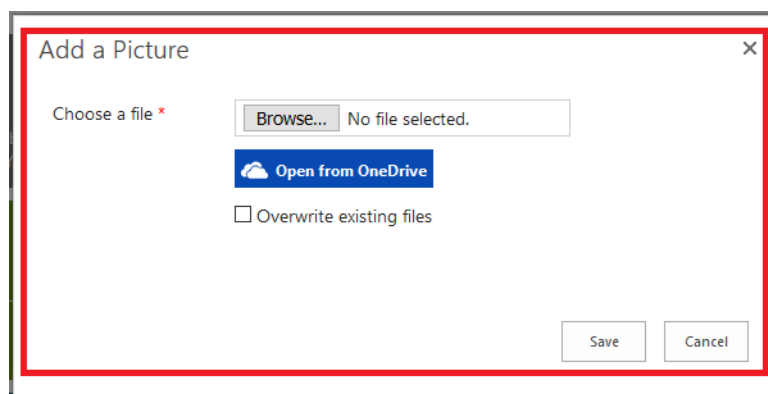 Add a Picture
Choose a file *
Browse... No file selected.
Open from OneDrive
Overwrite existing files
Save Cancel